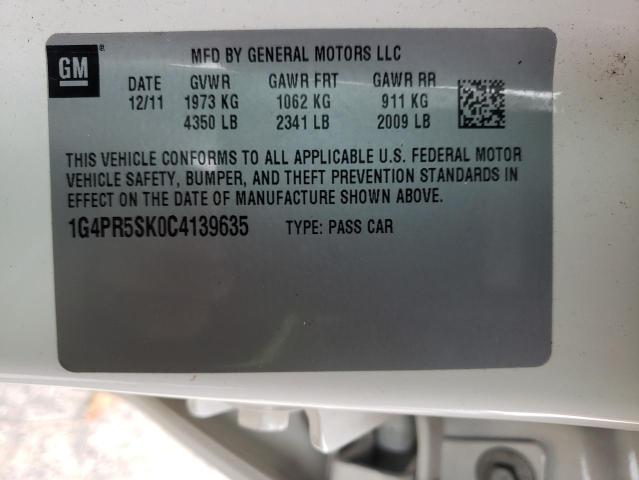 GM ®
MFD BY GENERAL MOTORS LLC
DATE GVWR GAWR FRT GAWR RR
12/11 1973 KG 1062 KG 911 KG
4350 LB 2341 LB 2009 LB
THIS VEHICLE CONFORMS TO ALL APPLICABLE U.S. FEDERAL MOTOR
VEHICLE SAFETY, BUMPER, AND THEFT PREVENTION STANDARDS IN
EFFECT ON THE DATE OF MANUFACTURE SHOWN ABOVE.
1G4PR5SK0C4139635 TYPE: PASS CAR